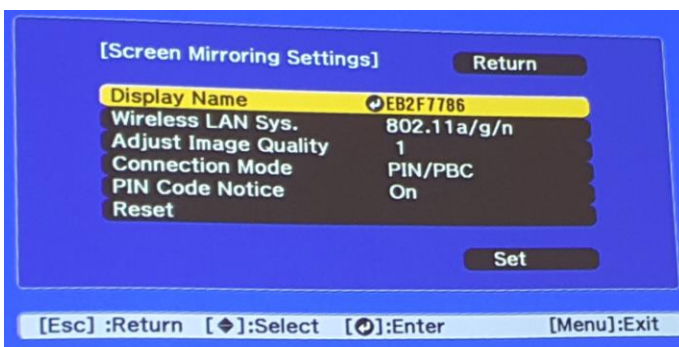 [Screen Mirroring Settings]
Return
Display Name EB2F7786
Wireless LAN Sys. 802.11a/g/n
Adjust Image Quality 1
Connection Mode PIN/PBC
PIN Code Notice On
Reset
Set
[Esc] :Return [◆]:Select [↵]:Enter [Menu]:Exit